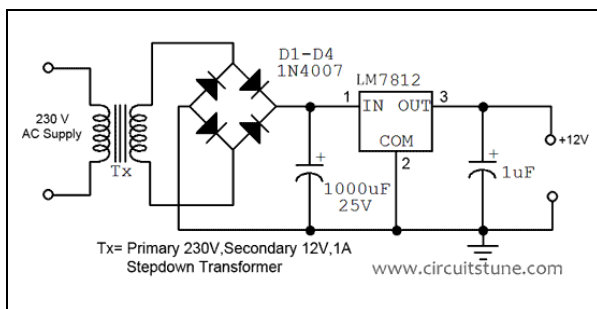 D1-D4
1N4007
LM7812
1
IN OUT
3
COM
2
230 V
AC Supply
Tx
+
1000uF
25V
+
1uF
+12V
Tx= Primary 230V,Secondary 12V,1A
Stepdown Transformer
www.circuitstune.com